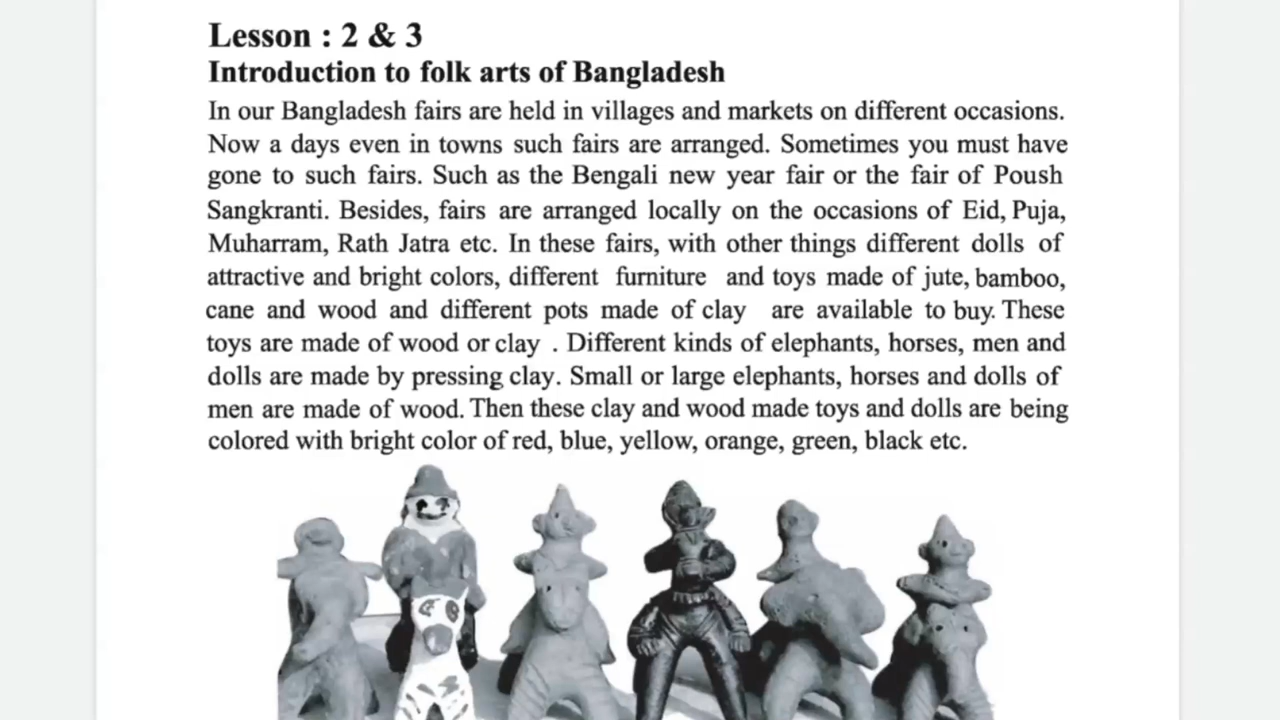 Lesson : 2 & 3
Introduction to folk arts of Bangladesh
In our Bangladesh fairs are held in villages and markets on different occasions.
Now a days even in towns such fairs are arranged. Sometimes you must have
gone to such fairs. Such as the Bengali new year fair or the fair of Poush
Sangkranti. Besides, fairs are arranged locally on the occasions of Eid, Puja,
Muharram, Rath Jatra etc. In these fairs, with other things different dolls of
attractive and bright colors, different furniture and toys made of jute, bamboo,
cane and wood and different pots made of clay are available to buy. These
toys are made of wood or clay . Different kinds of elephants, horses, men and
dolls are made by pressing clay. Small or large elephants, horses and dolls of
men are made of wood. Then these clay and wood made toys and dolls are being
colored with bright color of red, blue, yellow, orange, green, black etc.